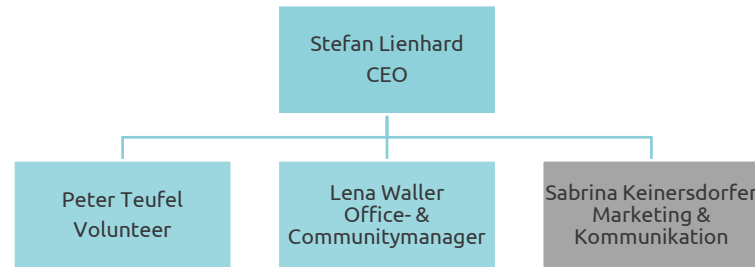 Stefan Lienhard
CEO
Peter Teufel
Volunteer
Lena Waller
Office- &
Communitymanager
Sabrina Keinersdorfer
Marketing &
Kommunikation